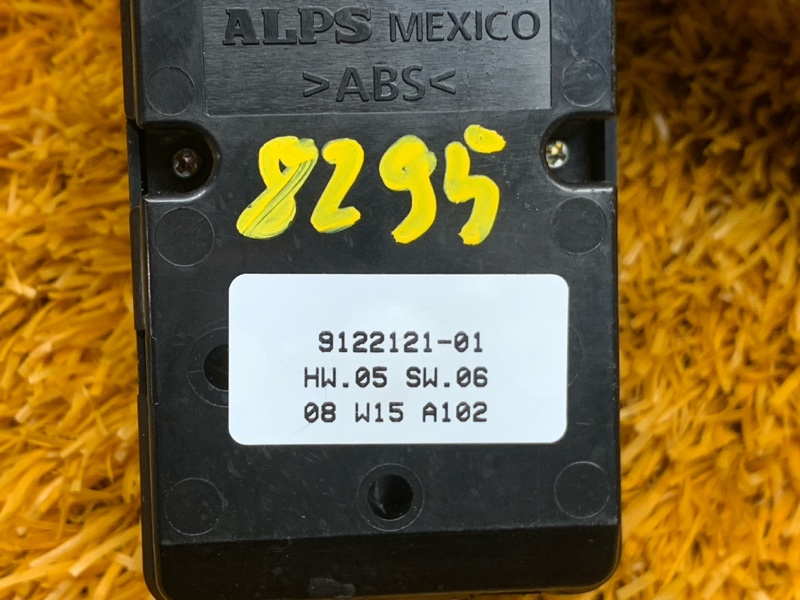 ALPS MEXICO
>ABS<
8295
9122121-01
HW.05 SW.06
08 W15 A102